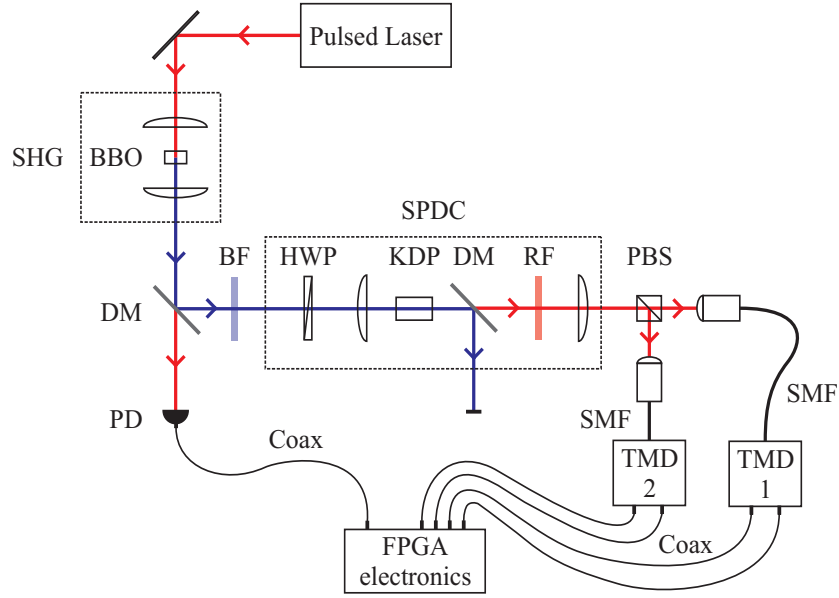 Pulsed Laser
SHG
BBO
SPDC
BF
HWP
KDP
DM
RF
PBS
DM
SMF
PD
SMF
Coax
TMD
2
TMD
1
FPGA
electronics
Coax